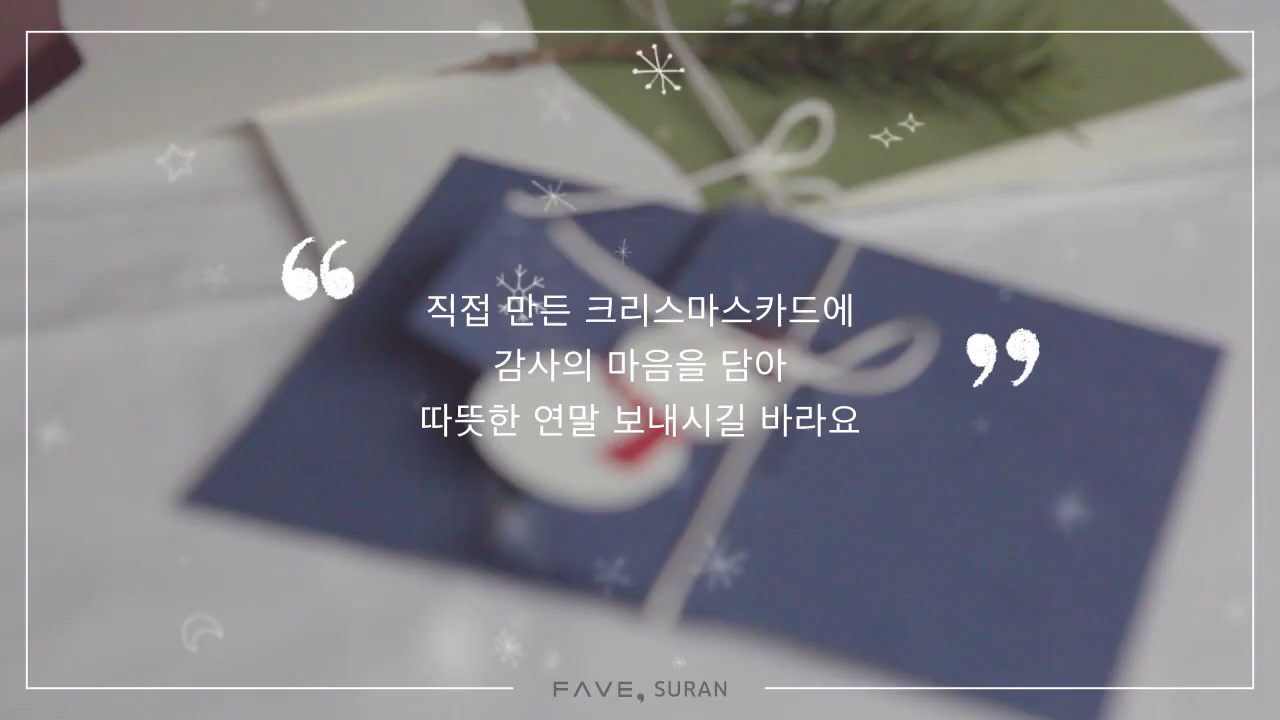 “
직접 만든 크리스마스카드에
감사의 마음을 담아
따뜻한 연말 보내시길 바라요
”
FAVE, SURAN